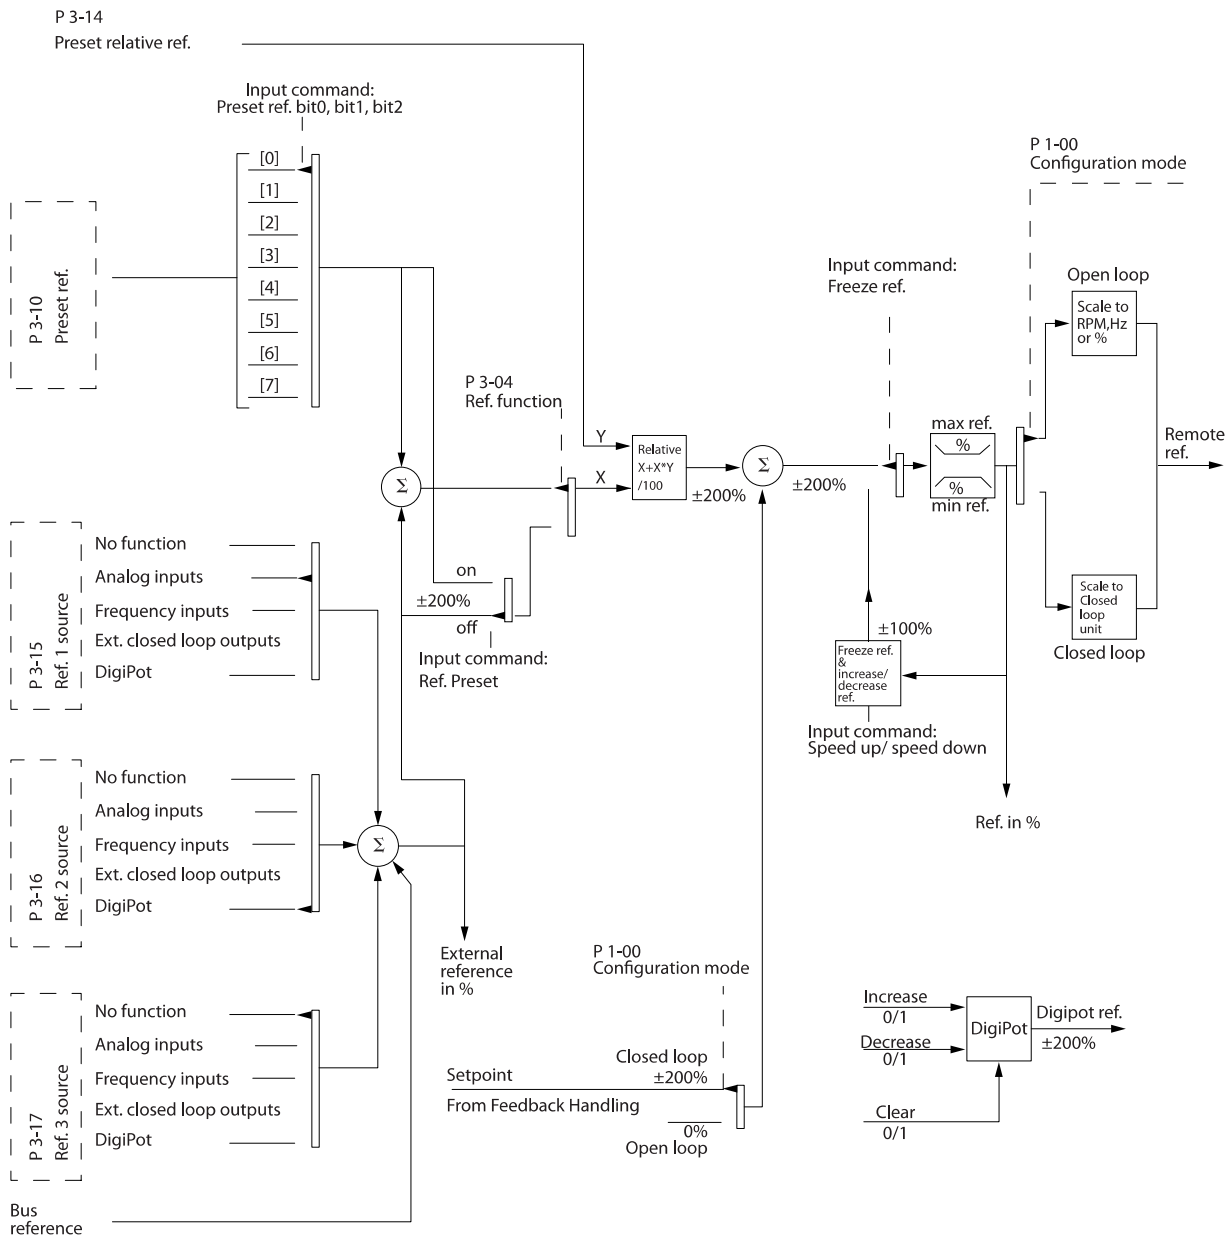 P 3-14
Preset relative ref.
Input command:
Preset ref. bit0, bit1, bit2
[0]
[1]
[2]
[3]
[4]
[5]
[6]
[7]
P 3-10
Preset ref.
P 1-00
Configuration mode
Input command:
Freeze ref.
Open loop
Scale to
RPM,Hz
or %
P 3-04
Ref. function
Y
X
Relative
X+X*Y
/100
±200%
Σ
±200%
max ref.
%
%
min ref.
Remote
ref.
Σ
P 3-15
Ref. 1 source
No function
Analog inputs
Frequency inputs
Ext. closed loop outputs
DigiPot
on
±200%
off
Input command:
Ref. Preset
±100%
Freeze ref.
&
increase/
decrease
ref.
Input command:
Speed up/ speed down
Scale to
Closed
loop
unit
Closed loop
Ref. in %
P 3-16
Ref. 2 source
No function
Analog inputs
Frequency inputs
Ext. closed loop outputs
DigiPot
Σ
External
reference
in %
P 1-00
Configuration mode
P 3-17
Ref. 3 source
No function
Analog inputs
Frequency inputs
Ext. closed loop outputs
DigiPot
Closed loop
±200%
Setpoint
From Feedback Handling
0%
Open loop
Increase
0/1
Decrease
0/1
Clear
0/1
DigiPot
Digipot ref.
±200%
Bus
reference